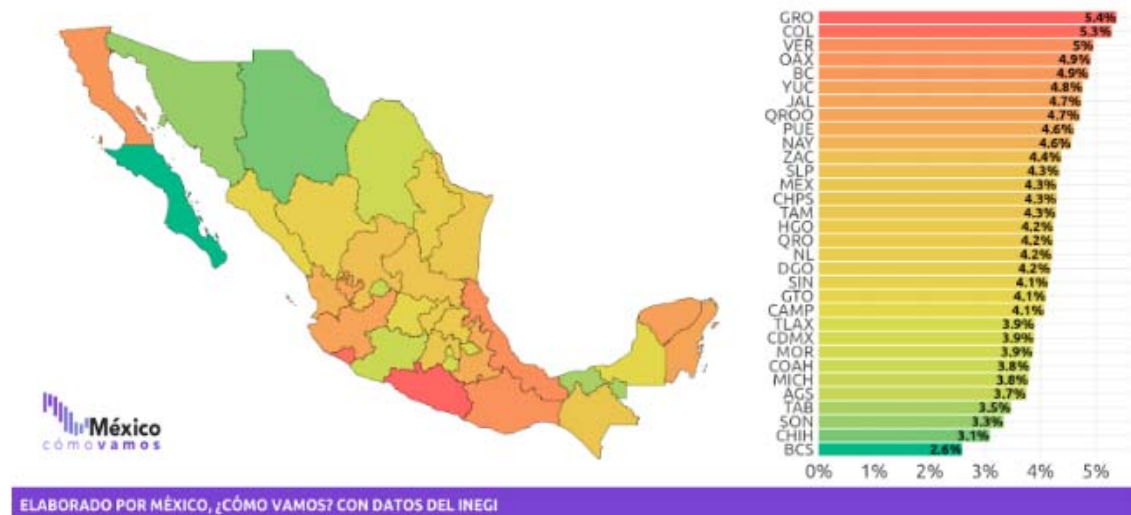 GRO 5.4%
COL 5.3%
VER 5%
OAX 4.9%
BC 4.9%
YUC 4.8%
JAL 4.7%
QROO 4.7%
PUE 4.6%
NAY 4.6%
ZAC 4.4%
SLP 4.3%
MEX 4.3%
CHPS 4.3%
TAM 4.3%
HGO 4.2%
QRO 4.2%
NL 4.2%
DGO 4.2%
SIN 4.1%
GTO 4.1%
CAMP 4.1%
TLAX 3.9%
CDMX 3.9%
MOR 3.9%
COAH 3.8%
MICH 3.8%
AGS 3.7%
TAB 3.5%
SON 3.3%
CHIH 3.1%
BCS 2.6%
0% 1% 2% 3% 4% 5%
México
cómovamos
ELABORADO POR MÉXICO, ¿CÓMO VAMOS? CON DATOS DEL INEGI